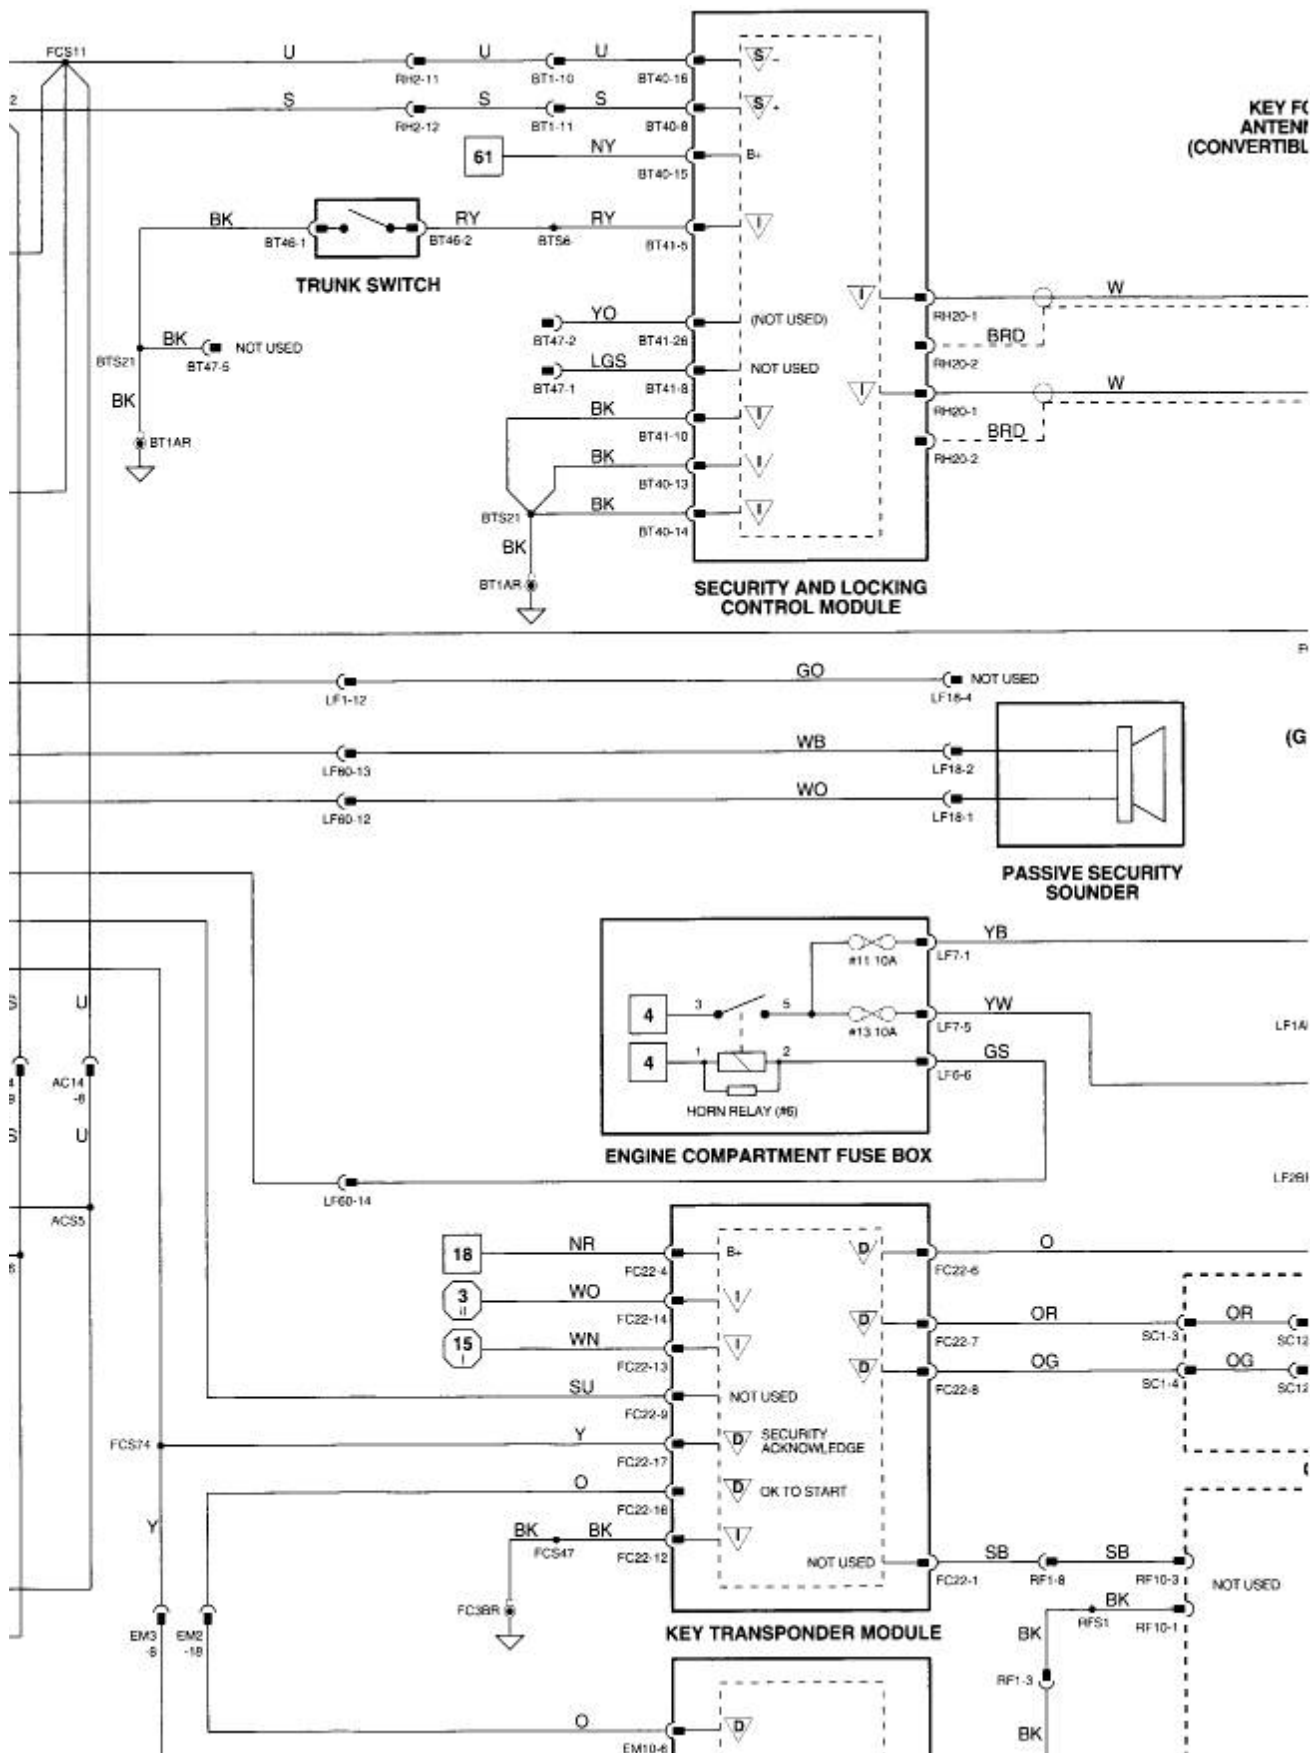 FCS11
U
U
U
RH2-11
BT1-10
BT40-16
S
-
2
S
S
S
RH2-12
BT1-11
BT40-8
S
+
KEY
ANTEN
(CONVERTIBL
61
NY
BT40-15
B+
BK
BT46-1
BT46-2
RY
BTS6
RY
BT41-5
I
TRUNK SWITCH
BK
NOT USED
BTS21
BT47-5
YO
BT47-2
BT41-26
(NOT USED)
LGS
BT47-1
BT41-8
NOT USED
I
RH20-1
W
BRD
RH20-2
I
RH20-1
W
BRD
RH20-2
BK
BT1AR
BK
BT41-10
I
BK
BT40-13
I
BTS21
BK
BT40-14
I
BK
BT1AR
SECURITY AND LOCKING
CONTROL MODULE
LF1-12
GO
LF18-4
NOT USED
LF60-13
WB
LF18-2
(G
LF60-12
WO
LF18-1
PASSIVE SECURITY
SOUNDER
#11 10A
LF7-1
YB
4
3
5
#13 10A
LF7-5
YW
LF1A
4
1
2
LF6-6
GS
HORN RELAY (#6)
ENGINE COMPARTMENT FUSE BOX
S
U
AC14
-6
S
U
LF60-14
LF2B
ACS5
18
NR
FC22-4
B+
D
FC22-6
O
3
II
WO
FC22-14
I
D
FC22-7
OR
SC1-3
OR
SC12
15
I
WN
FC22-13
I
D
FC22-8
OG
SC1-4
OG
SC12
SU
FC22-9
NOT USED
FCS74
Y
FC22-17
D
SECURITY
ACKNOWLEDGE
O
FC22-16
D
OK TO START
Y
BK
FCS47
BK
FC22-12
I
NOT USED
FC22-1
SB
RF1-8
SB
RF10-3
NOT USED
FC3BR
RFS1
BK
RF10-1
EM3
EM2
-18
KEY TRANSPONDER MODULE
BK
RF1-3
O
EM10-6
D
BK